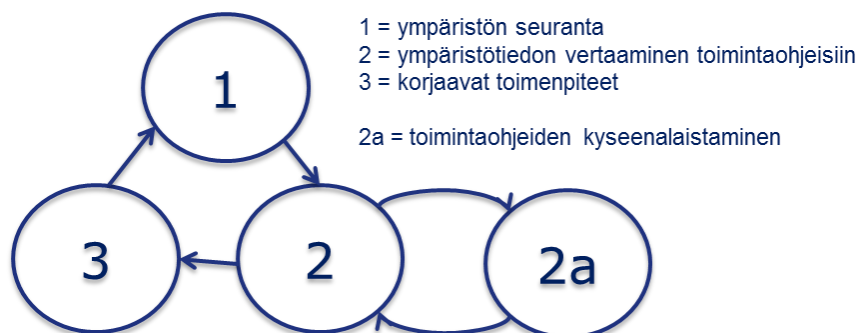 1 = ympäristön seuranta
2 = ympäristötiedon vertaaminen toimintaohjeisiin
3 = korjaavat toimenpiteet
2a = toimintaohjeiden kyseenalaistaminen
1
3
2
2a